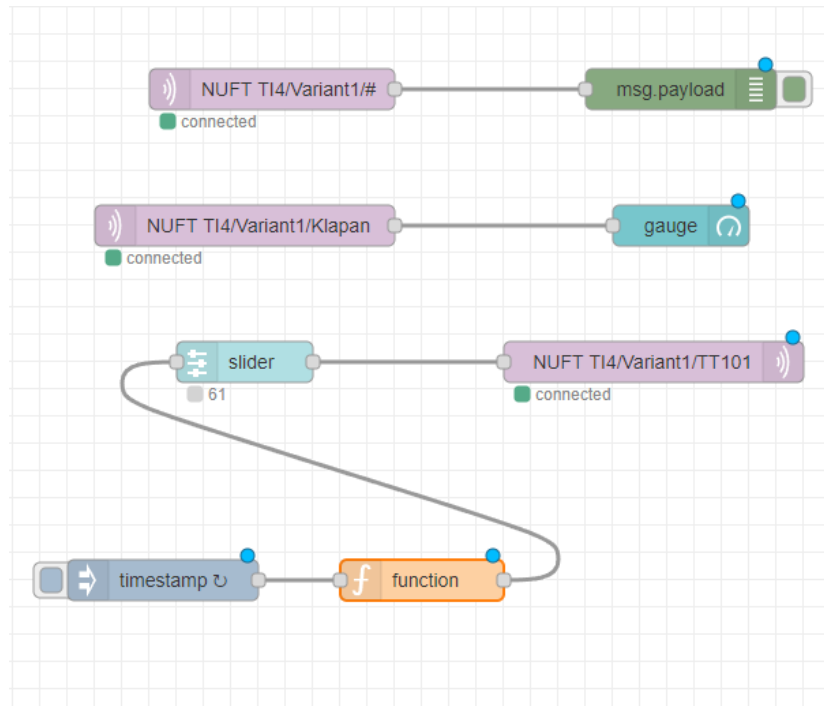 NUFT TI4/Variant1/#
msg.payload
connected
NUFT TI4/Variant1/Klapan
gauge
connected
slider
NUFT TI4/Variant1/TT101
61
connected
timestamp ↻
function